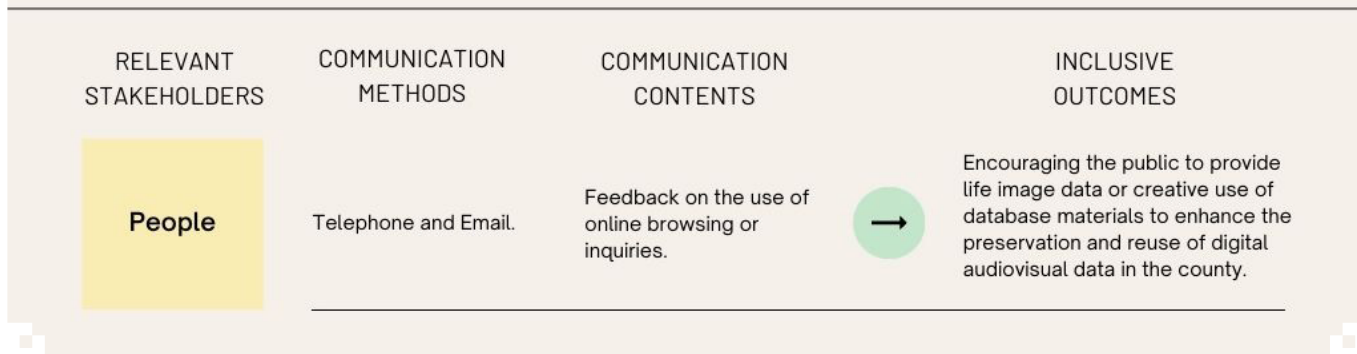 RELEVANT
STAKEHOLDERS
COMMUNICATION
METHODS
COMMUNICATION
CONTENTS
INCLUSIVE
OUTCOMES
People
Telephone and Email.
Feedback on the use of
online browsing or
inquiries.
Encouraging the public to provide
life image data or creative use of
database materials to enhance the
preservation and reuse of digital
audiovisual data in the county.